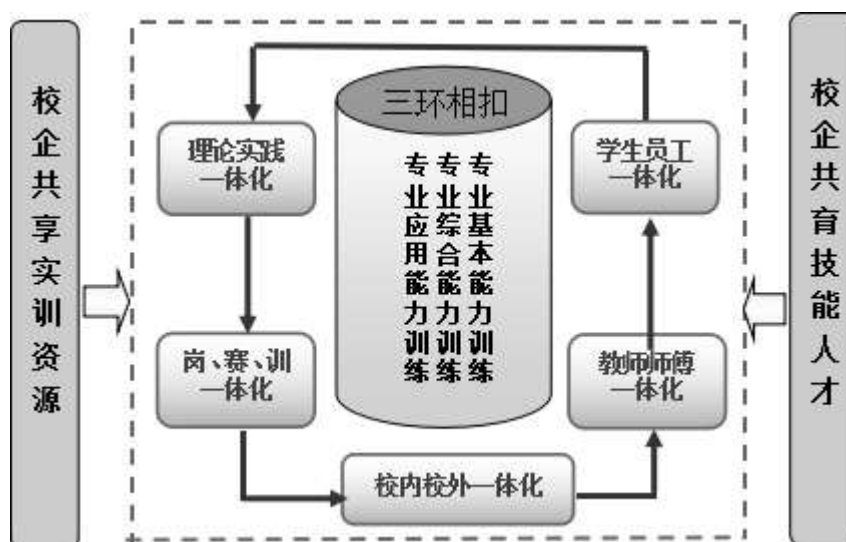 校企共享实训资源
三环相扣
专业基本能力训练
专业综合能力训练
专业应用能力训练
理论实践
一体化
岗、赛、训
一体化
校内校外一体化
教师师傅
一体化
学生员工
一体化
校企共育技能人才